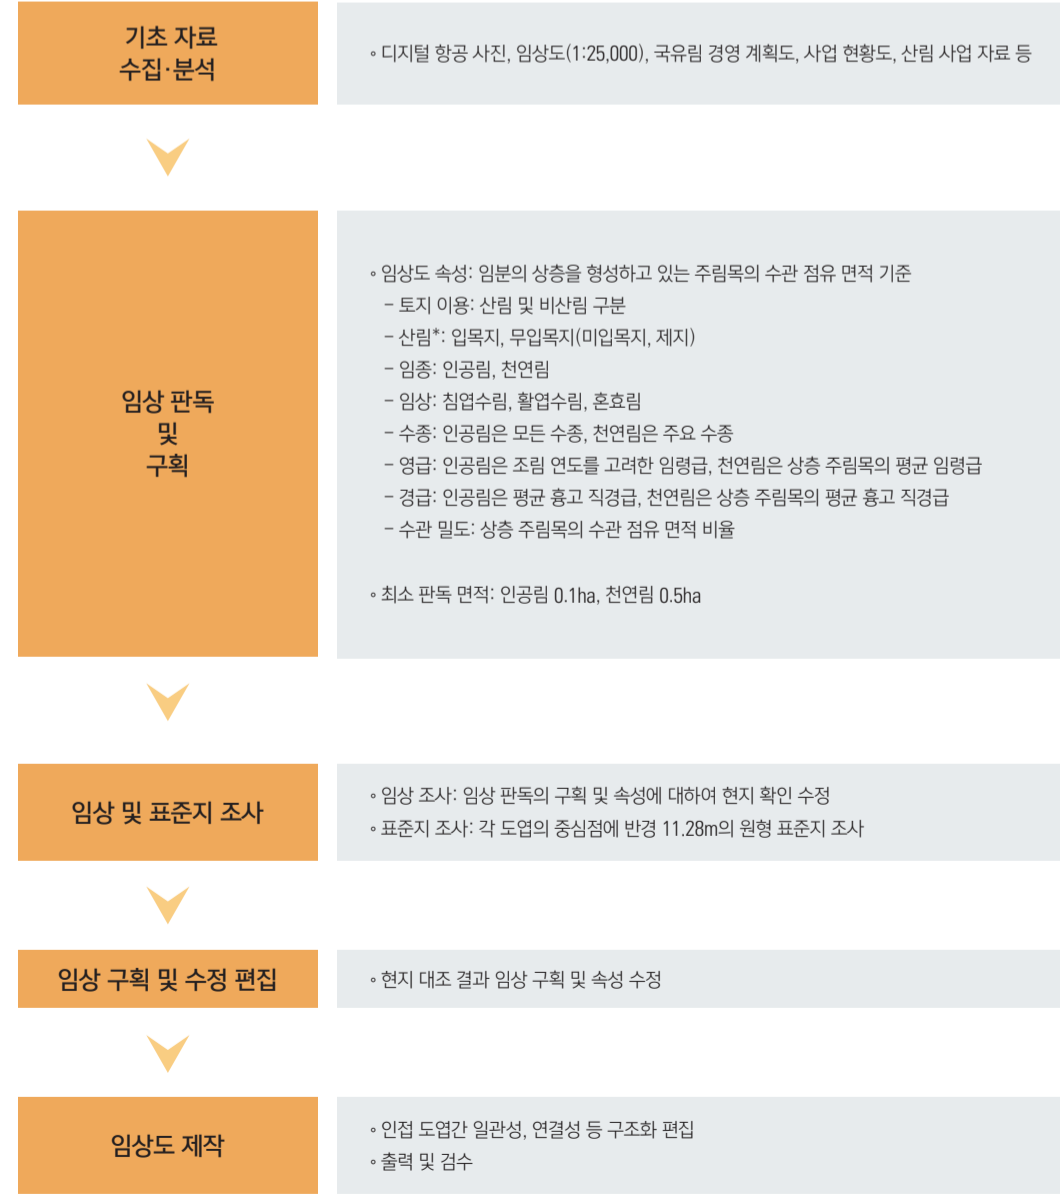 기초 자료
수집·분석
◦ 디지털 항공 사진, 임상도(1:25,000), 국유림 경영 계획도, 사업 현황도, 산림 사업 자료 등
임상 판독
및
구획
◦ 임상도 속성: 임분의 상층을 형성하고 있는 주림목의 수관 점유 면적 기준
– 토지 이용: 산림 및 비산림 구분
– 산림*: 입목지, 무입목지(미입목지, 제지)
– 임종: 인공림, 천연림
– 임상: 침엽수림, 활엽수림, 혼효림
– 수종: 인공림은 모든 수종, 천연림은 주요 수종
– 영급: 인공림은 조림 연도를 고려한 임령급, 천연림은 상층 주림목의 평균 임령급
– 경급: 인공림은 평균 흉고 직경급, 천연림은 상층 주림목의 평균 흉고 직경급
– 수관 밀도: 상층 주림목의 수관 점유 면적 비율
◦ 최소 판독 면적: 인공림 0.1ha, 천연림 0.5ha
임상 및 표준지 조사
◦ 임상 조사: 임상 판독의 구획 및 속성에 대하여 현지 확인 수정
◦ 표준지 조사: 각 도엽의 중심점에 반경 11.28m의 원형 표준지 조사
임상 구획 및 수정 편집
◦ 현지 대조 결과 임상 구획 및 속성 수정
임상도 제작
◦ 인접 도엽간 일관성, 연결성 등 구조화 편집
◦ 출력 및 검수